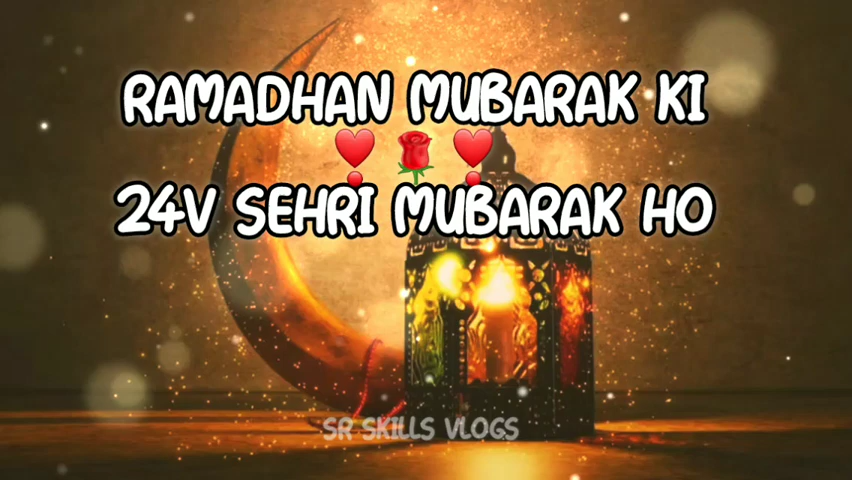 RAMADHAN MUBARAK KI
❣️🌹❣️
24V SEHRI MUBARAK HO
SR SKILLS VLOGS